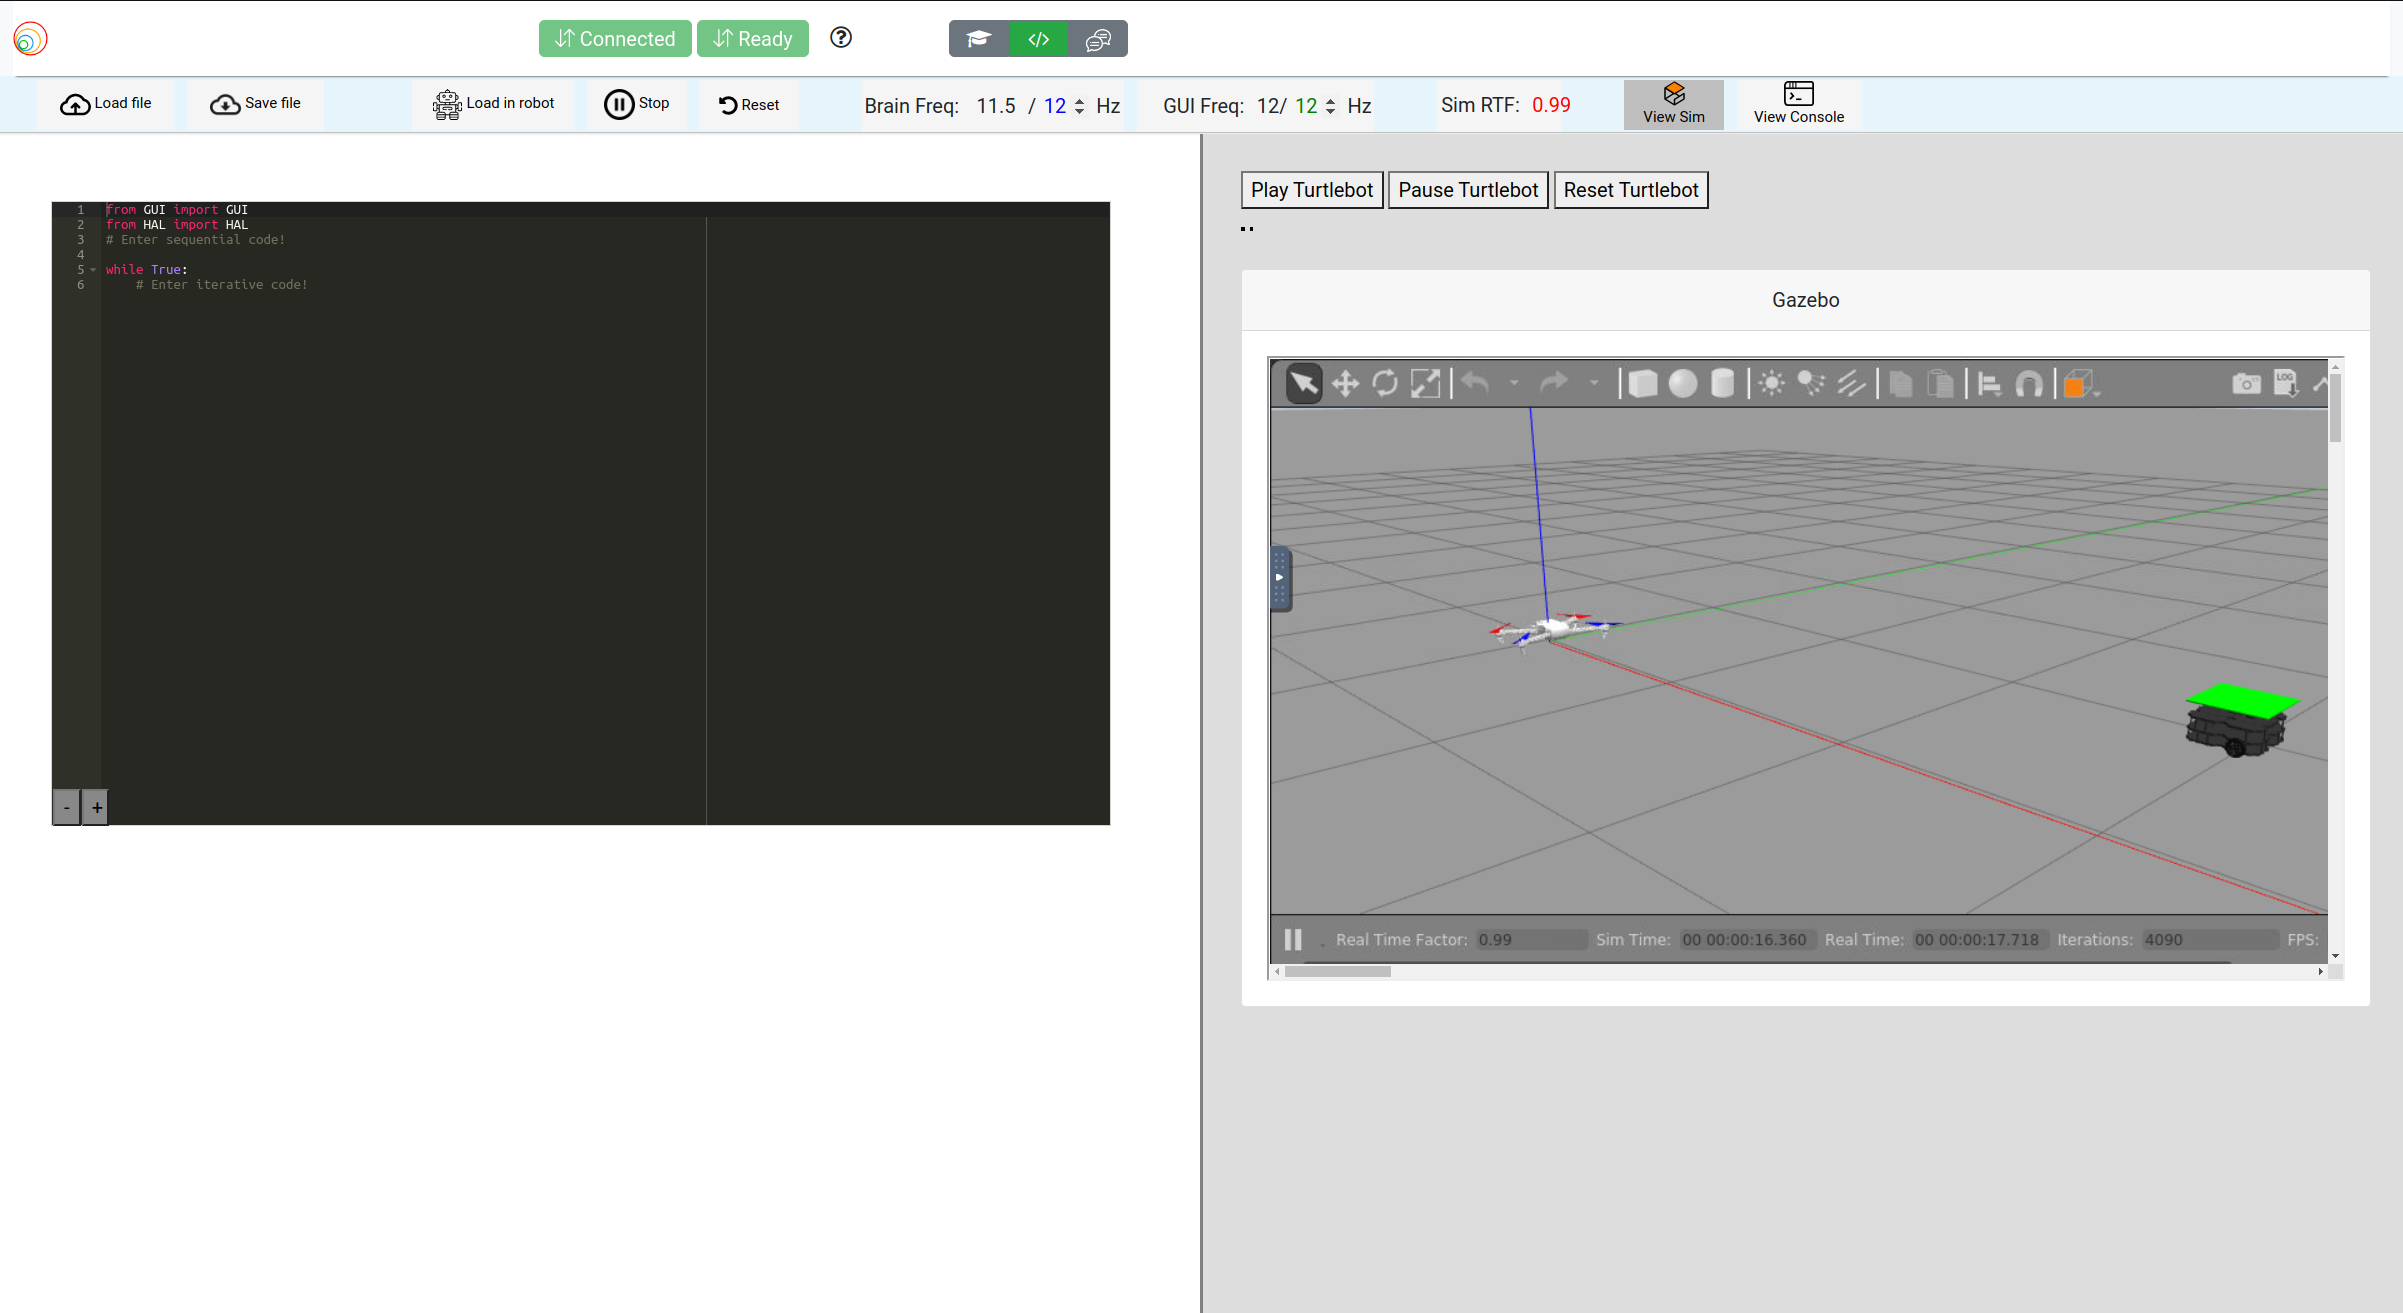 Connected Ready ?
Load file Save file Load in robot Stop Reset Brain Freq: 11.5 / 12 Hz GUI Freq: 12/ 12 Hz Sim RTF: 0.99 View Sim View Console
Play Turtlebot Pause Turtlebot Reset Turtlebot
1 from GUI import GUI
2 from HAL import HAL
3 # Enter sequential code!
4
5 while True:
6 # Enter iterative code!
- +
Gazebo
LOG
Real Time Factor: 0.99 Sim Time: 00 00:00:16.360 Real Time: 00 00:00:17.718 Iterations: 4090 FPS: